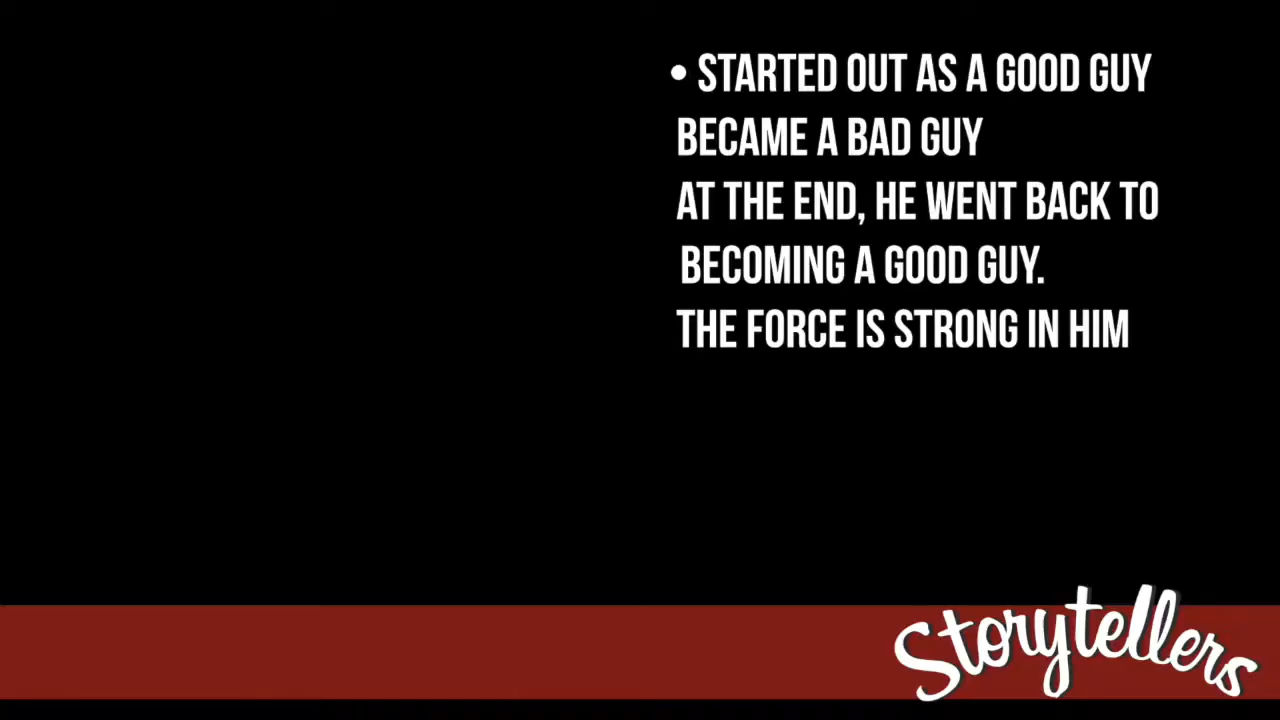 • STARTED OUT AS A GOOD GUY
BECAME A BAD GUY
AT THE END, HE WENT BACK TO
BECOMING A GOOD GUY.
THE FORCE IS STRONG IN HIM
Storytellers